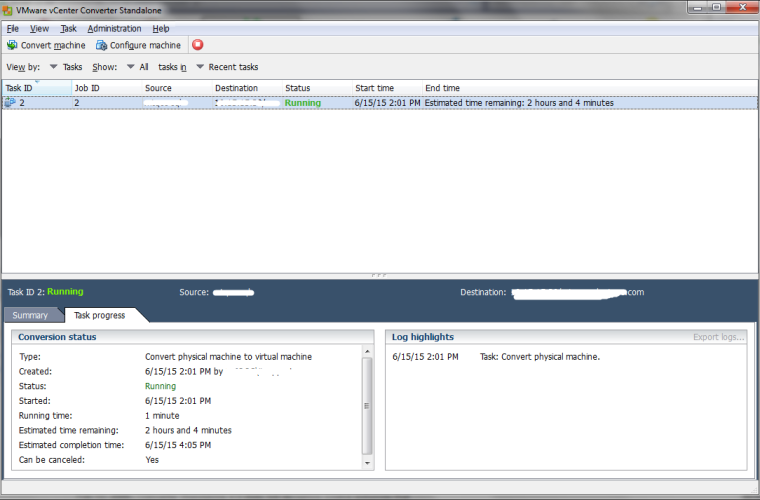 VMware vCenter Converter Standalone
File View Task Administration Help
Convert machine Configure machine
View by: Tasks Show: All tasks in Recent tasks
Task ID Job ID Source Destination Status Start time End time
2 2 Running 6/15/15 2:01 PM Estimated time remaining: 2 hours and 4 minutes
Task ID 2: Running Source: Destination: com
Summary Task progress
Conversion status
Type: Convert physical machine to virtual machine
Created: 6/15/15 2:01 PM by
Status: Running
Started: 6/15/15 2:01 PM
Running time: 1 minute
Estimated time remaining: 2 hours and 4 minutes
Estimated completion time: 6/15/15 4:05 PM
Can be canceled: Yes
Log highlights Export logs...
6/15/15 2:01 PM Task: Convert physical machine.